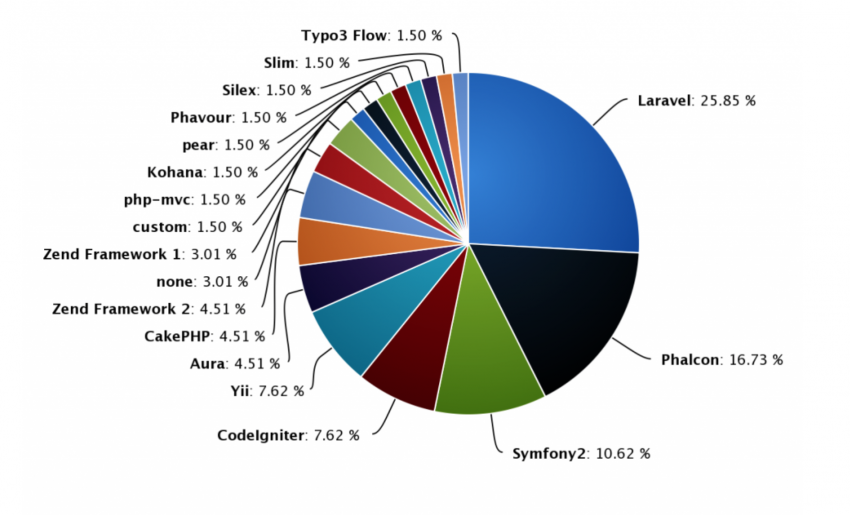 Typo3 Flow: 1.50 %
Slim: 1.50 %
Silex: 1.50 %
Phavour: 1.50 %
pear: 1.50 %
Kohana: 1.50 %
php-mvc: 1.50 %
custom: 1.50 %
Zend Framework 1: 3.01 %
none: 3.01 %
Zend Framework 2: 4.51 %
CakePHP: 4.51 %
Aura: 4.51 %
Yii: 7.62 %
CodeIgniter: 7.62 %
Symfony2: 10.62 %
Phalcon: 16.73 %
Laravel: 25.85 %